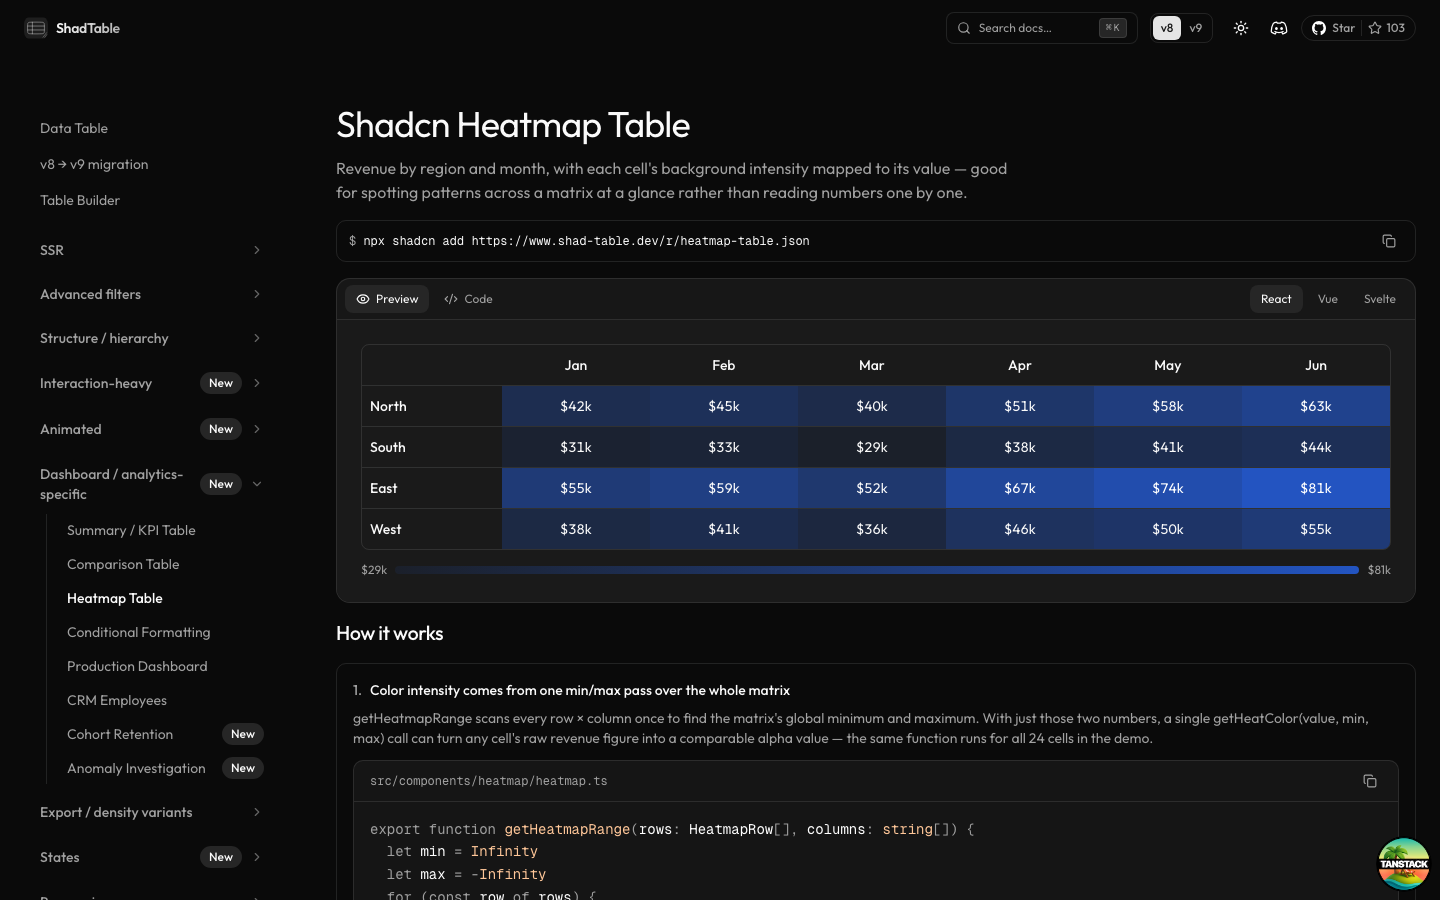 ShadTable
Search docs...
⌘K
v8
v9
Star
103
Data Table
v8 → v9 migration
Table Builder
SSR
Advanced filters
Structure / hierarchy
Interaction-heavy
New
Animated
New
Dashboard / analytics-
specific
New
Summary / KPI Table
Comparison Table
Heatmap Table
Conditional Formatting
Production Dashboard
CRM Employees
Cohort Retention
New
Anomaly Investigation
New
Export / density variants
States
New
Shadcn Heatmap Table
Revenue by region and month, with each cell's background intensity mapped to its value — good
for spotting patterns across a matrix at a glance rather than reading numbers one by one.
$ npx shadcn add https://www.shad-table.dev/r/heatmap-table.json
Preview
Code
React
Vue
Svelte
Jan Feb Mar Apr May Jun
North $42k $45k $40k $51k $58k $63k
South $31k $33k $29k $38k $41k $44k
East $55k $59k $52k $67k $74k $81k
West $38k $41k $36k $46k $50k $55k
$29k
$81k
How it works
1. Color intensity comes from one min/max pass over the whole matrix
getHeatmapRange scans every row × column once to find the matrix's global minimum and maximum. With just those two numbers, a single getHeatColor(value, min,
max) call can turn any cell's raw revenue figure into a comparable alpha value — the same function runs for all 24 cells in the demo.
src/components/heatmap/heatmap.ts
export function getHeatmapRange(rows: HeatmapRow[], columns: string[]) {
let min = Infinity
let max = -Infinity
for (const row of rows) {
TANSTACK